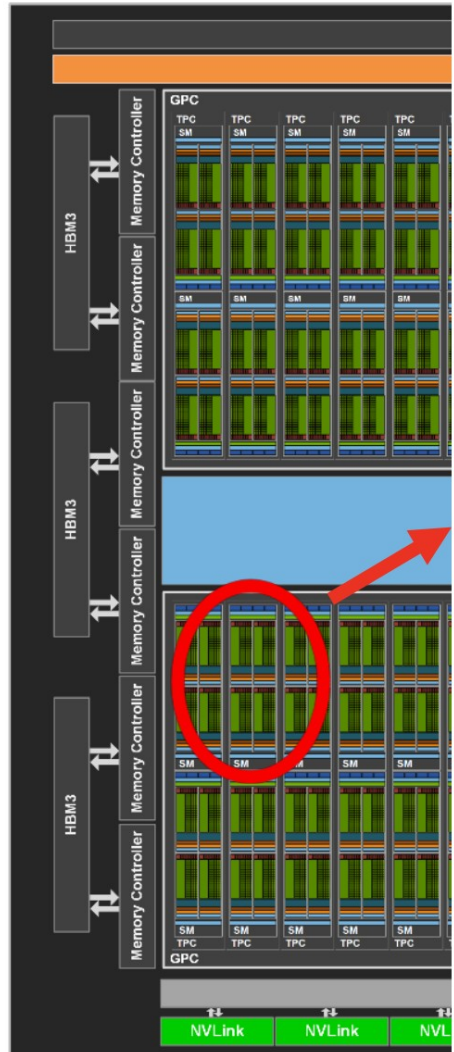 GPC
TPC TPC TPC TPC TPC
SM SM SM SM SM
SM SM SM SM SM
HBM3
Memory Controller
Memory Controller
HBM3
Memory Controller
Memory Controller
HBM3
Memory Controller
Memory Controller
SM SM SM SM SM
SM SM SM SM SM
TPC TPC TPC TPC TPC
GPC
NVLink NVLink NVL